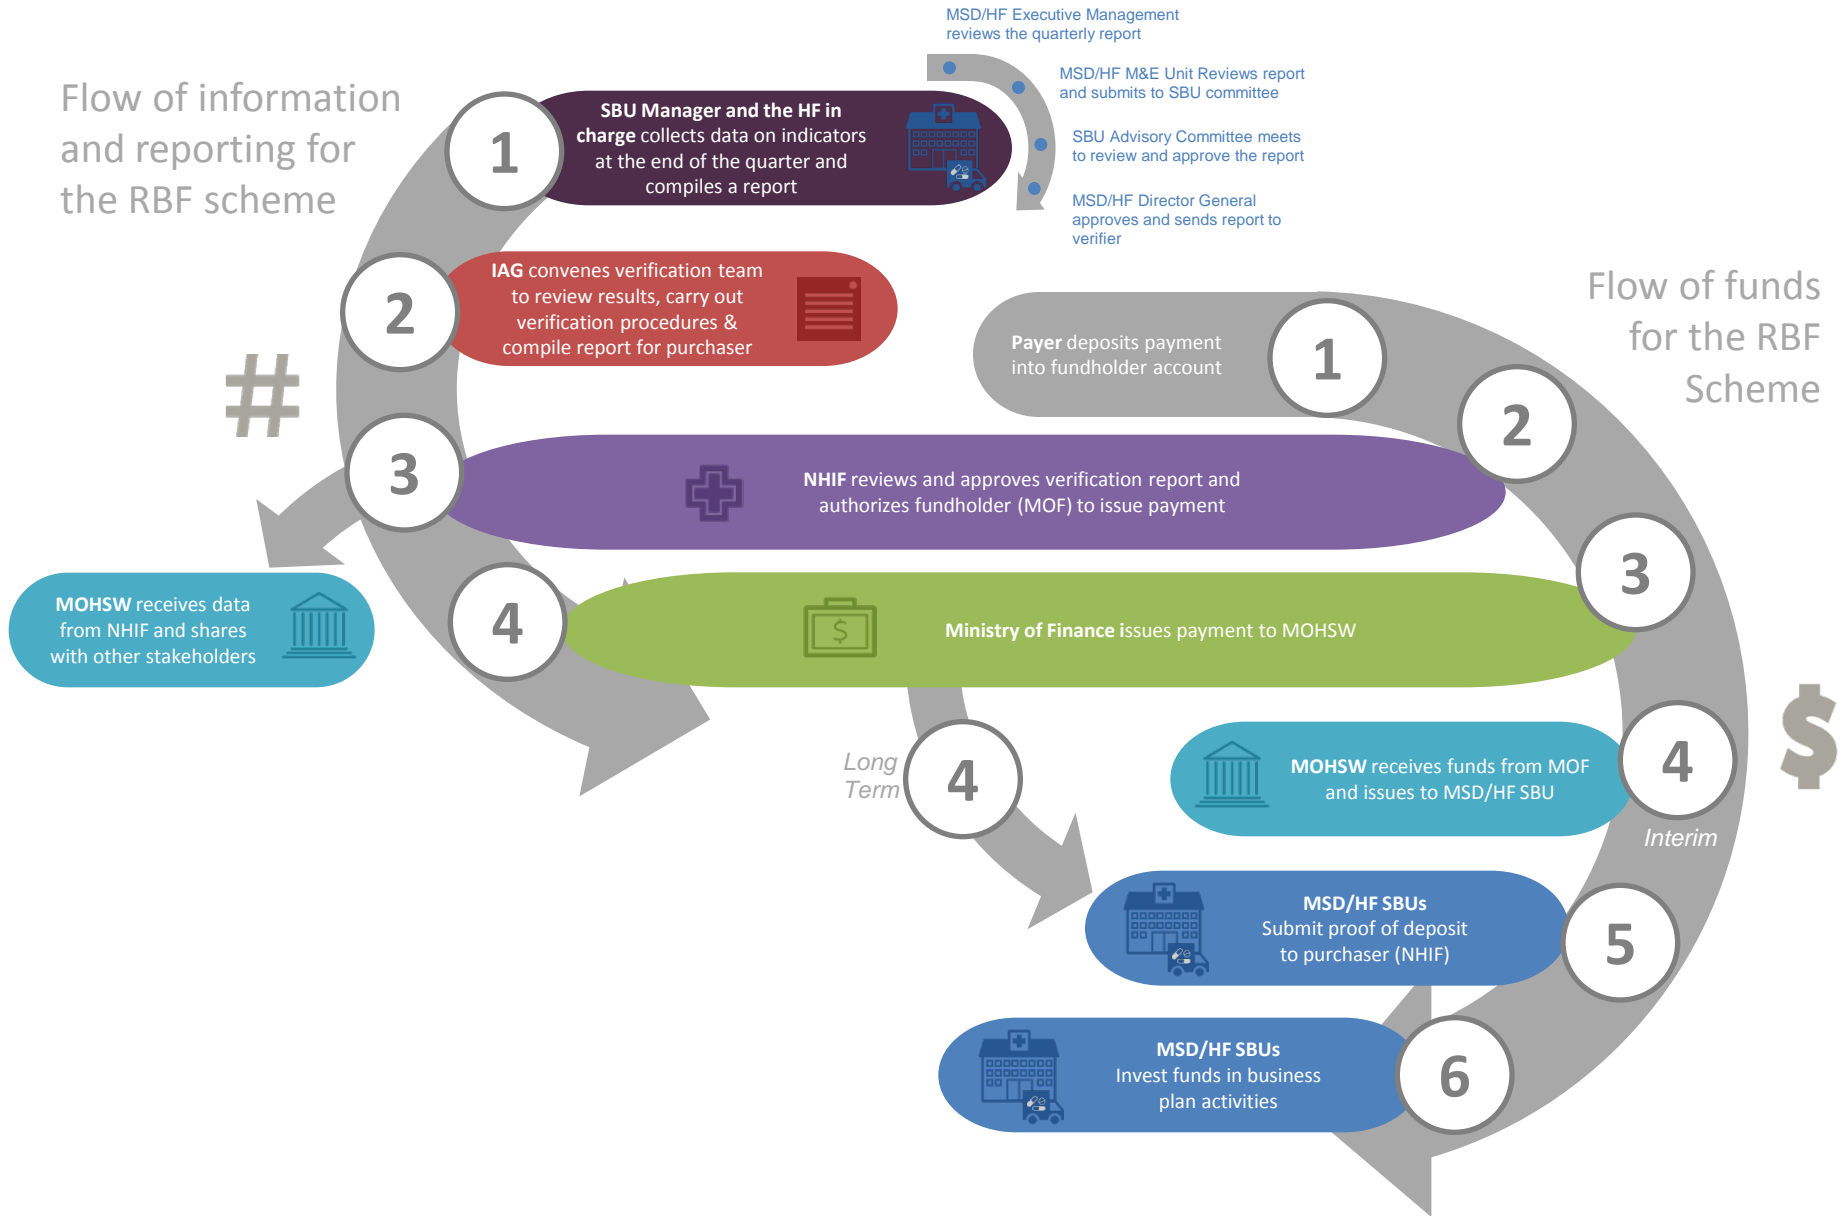 MSD/HF Executive Management
reviews the quarterly report
MSD/HF M&E Unit Reviews report
and submits to SBU committee
SBU Advisory Committee meets
to review and approve the report
MSD/HF Director General
approves and sends report to
verifier
Flow of information
and reporting for
the RBF scheme
1
SBU Manager and the HF in
charge collects data on indicators
at the end of the quarter and
compiles a report
2
IAG convenes verification team
to review results, carry out
verification procedures &
compile report for purchaser
#
Flow of funds
for the RBF
Scheme
Payer deposits payment
into fundholder account
1
2
3
NHIF reviews and approves verification report and
authorizes fundholder (MOF) to issue payment
3
MOHSW receives data
from NHIF and shares
with other stakeholders
4
$
Ministry of Finance issues payment to MOHSW
Long
Term
4
MOHSW receives funds from MOF
and issues to MSD/HF SBU
4
Interim
$
MSD/HF SBUs
Submit proof of deposit
to purchaser (NHIF)
5
MSD/HF SBUs
Invest funds in business
plan activities
6